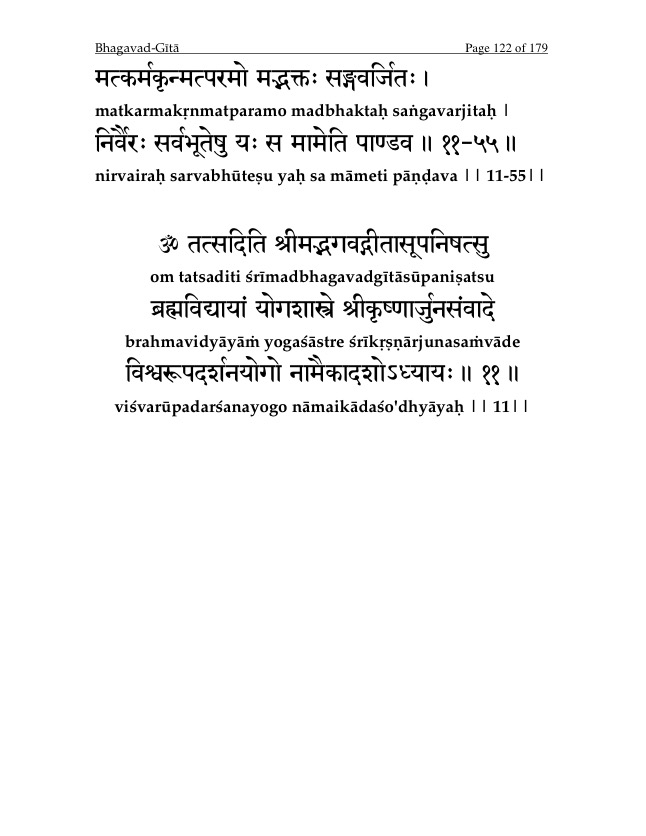 Bhagavad-Gītā Page 122 of 179
मत्कर्मकृन्मत्परमो मद्भक्तः सङ्गवर्जितः ।
matkarmakṛnmatparamo madbhaktaḥ saṅgavarjitaḥ |
निर्वैरः सर्वभूतेषु यः स मामेति पाण्डव ॥ ११-५५ ॥
nirvairaḥ sarvabhūteṣu yaḥ sa māmeti pāṇḍava || 11-55||
ॐ तत्सदिति श्रीमद्भगवद्गीतासूपनिषत्सु
om tatsaditi śrīmadbhagavadgītāsūpaniṣatsu
ब्रह्मविद्यायां योगशास्त्रे श्रीकृष्णार्जुनसंवादे
brahmavidyāyāṁ yogaśāstre śrīkṛṣṇārjunasaṁvāde
विश्वरूपदर्शनयोगो नामैकादशोऽध्यायः ॥ ११ ॥
viśvarūpadarśanayogo nāmaikādaśo'dhyāyaḥ || 11||